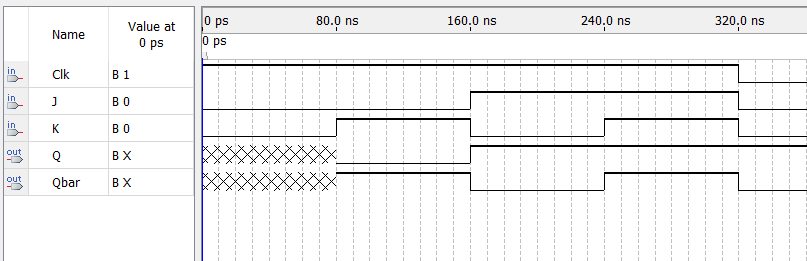 Name Value at 0 ps
0 ps 80.0 ns 160.0 ns 240.0 ns 320.0 ns
0 ps
in Clk B 1
in J B 0
in K B 0
out Q B X
out Qbar B X